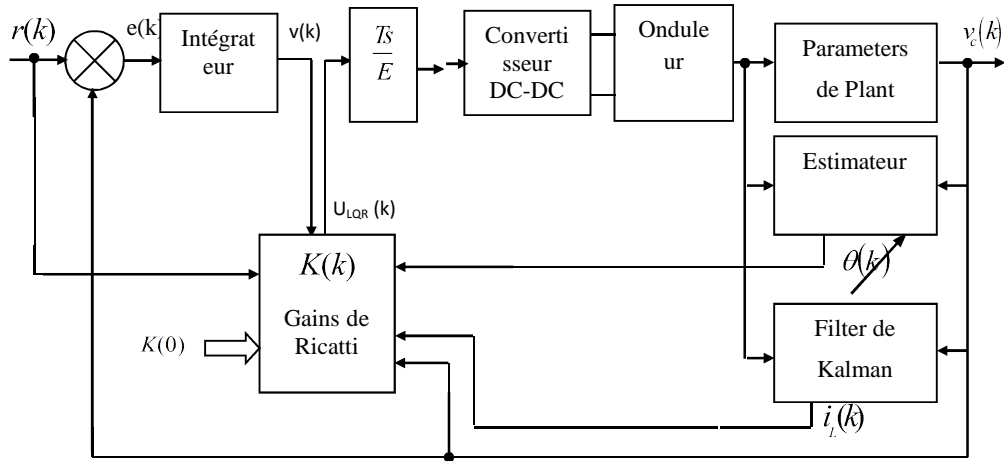 r(k)
e(k)
Intégrat
eur
v(k)
Ts
E
Converti
sseur
DC-DC
Ondule
ur
Parameters
de Plant
v_c(k)
Estimateur
U_LQR (k)
K(k)
Gains de
Ricatti
K(0)
θ(k)
Filter de
Kalman
i_L(k)